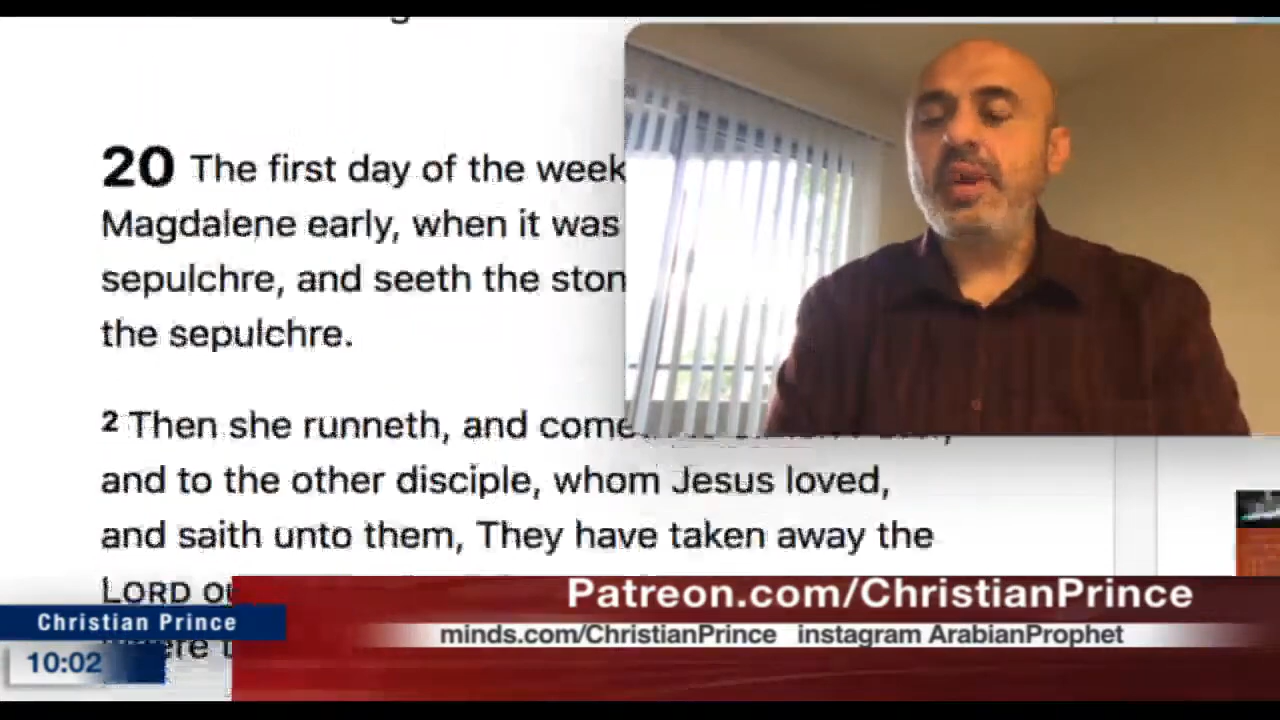 20 The first day of the week
Magdalene early, when it was
sepulchre, and seeth the ston
the sepulchre.
2 Then she runneth, and come
and to the other disciple, whom Jesus loved,
and saith unto them, They have taken away the
LORD
Patreon.com/ChristianPrince
Christian Prince
minds.com/ChristianPrince instagram ArabianProphet
10:02